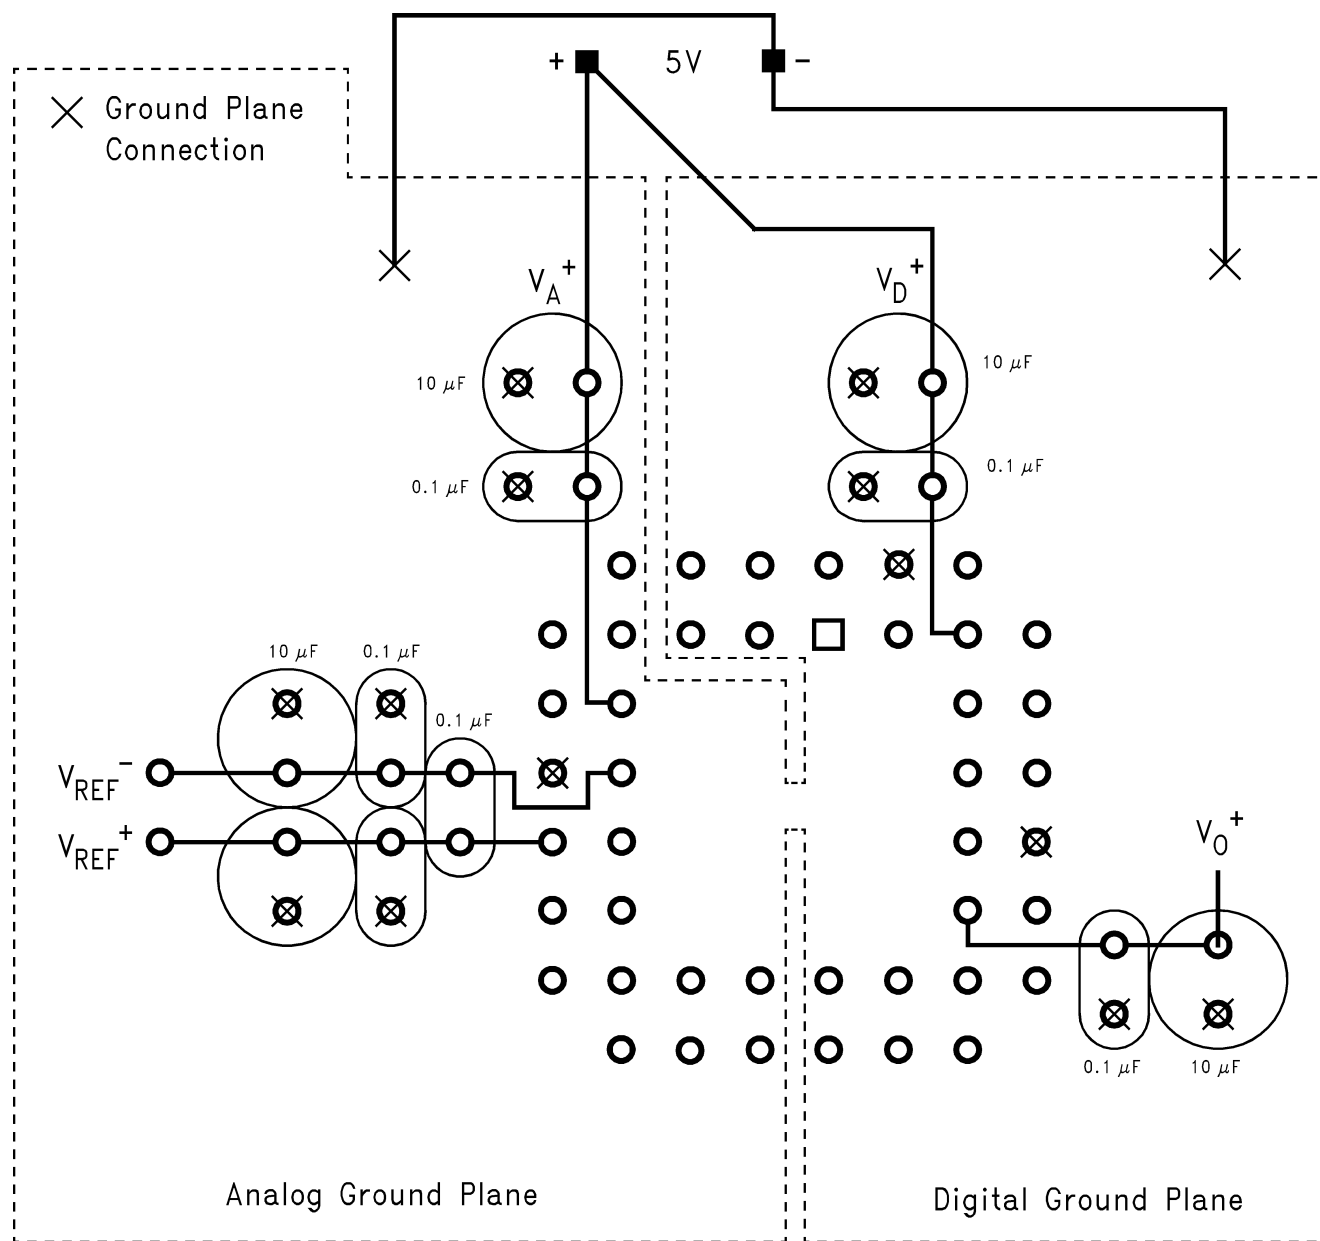 + 5V −
Ground Plane
Connection
VA+
VD+
10 μF
10 μF
0.1 μF
0.1 μF
10 μF
0.1 μF
0.1 μF
VREF−
VREF+
VO+
0.1 μF
10 μF
Analog Ground Plane
Digital Ground Plane